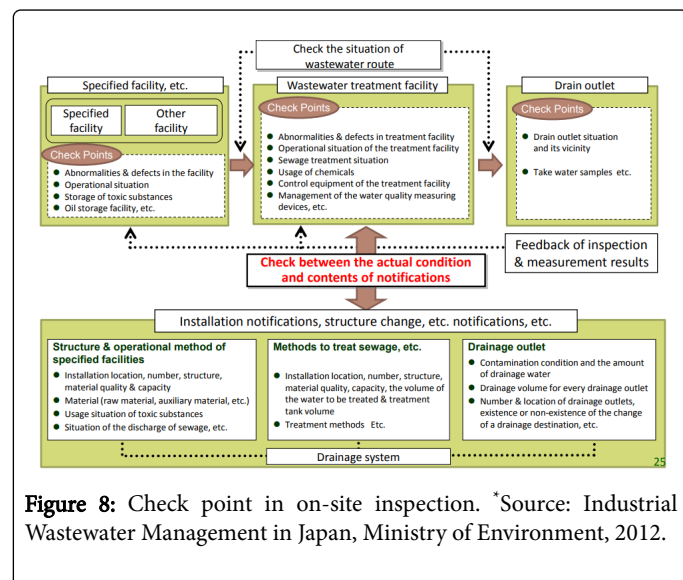 Check the situation of
wastewater route
Specified facility, etc.
Specified
facility
Other
facility
Check Points
● Abnormalities & defects in the facility
● Operational situation
● Storage of toxic substances
● Oil storage facility, etc.
Wastewater treatment facility
Check Points
● Abnormalities & defects in treatment facility
● Operational situation of the treatment facility
● Sewage treatment situation
● Usage of chemicals
● Control equipment of the treatment facility
● Management of the water quality measuring
devices, etc.
Drain outlet
Check Points
● Drain outlet situation
and its vicinity
● Take water samples etc.
Feedback of inspection
& measurement results
Check between the actual condition
and contents of notifications
Installation notifications, structure change, etc. notifications, etc.
Structure & operational method of
specified facilities
● Installation location, number, structure,
material quality & capacity
● Material (raw material, auxiliary material, etc.)
● Usage situation of toxic substances
● Situation of the discharge of sewage, etc.
Methods to treat sewage, etc.
● Installation location, number, structure,
material quality, capacity, the volume of
the water to be treated & treatment
tank volume
● Treatment methods Etc.
Drainage outlet
● Contamination condition and the amount
of drainage water
● Drainage volume for every drainage outlet
● Number & location of drainage outlets,
existence or non-existence of the change
of a drainage destination, etc.
Drainage system
25
Figure 8: Check point in on-site inspection. *Source: Industrial
Wastewater Management in Japan, Ministry of Environment, 2012.